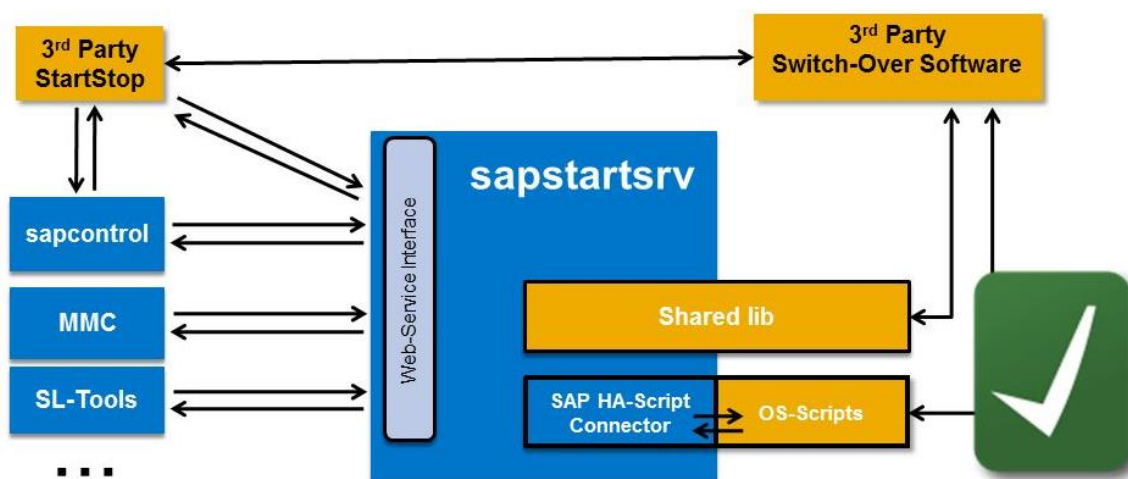 3rd Party
StartStop
3rd Party
Switch-Over Software
sapstartsrv
Web-Service Interface
sapcontrol
MMC
SL-Tools
...
Shared lib
SAP HA-Script
Connector
OS-Scripts